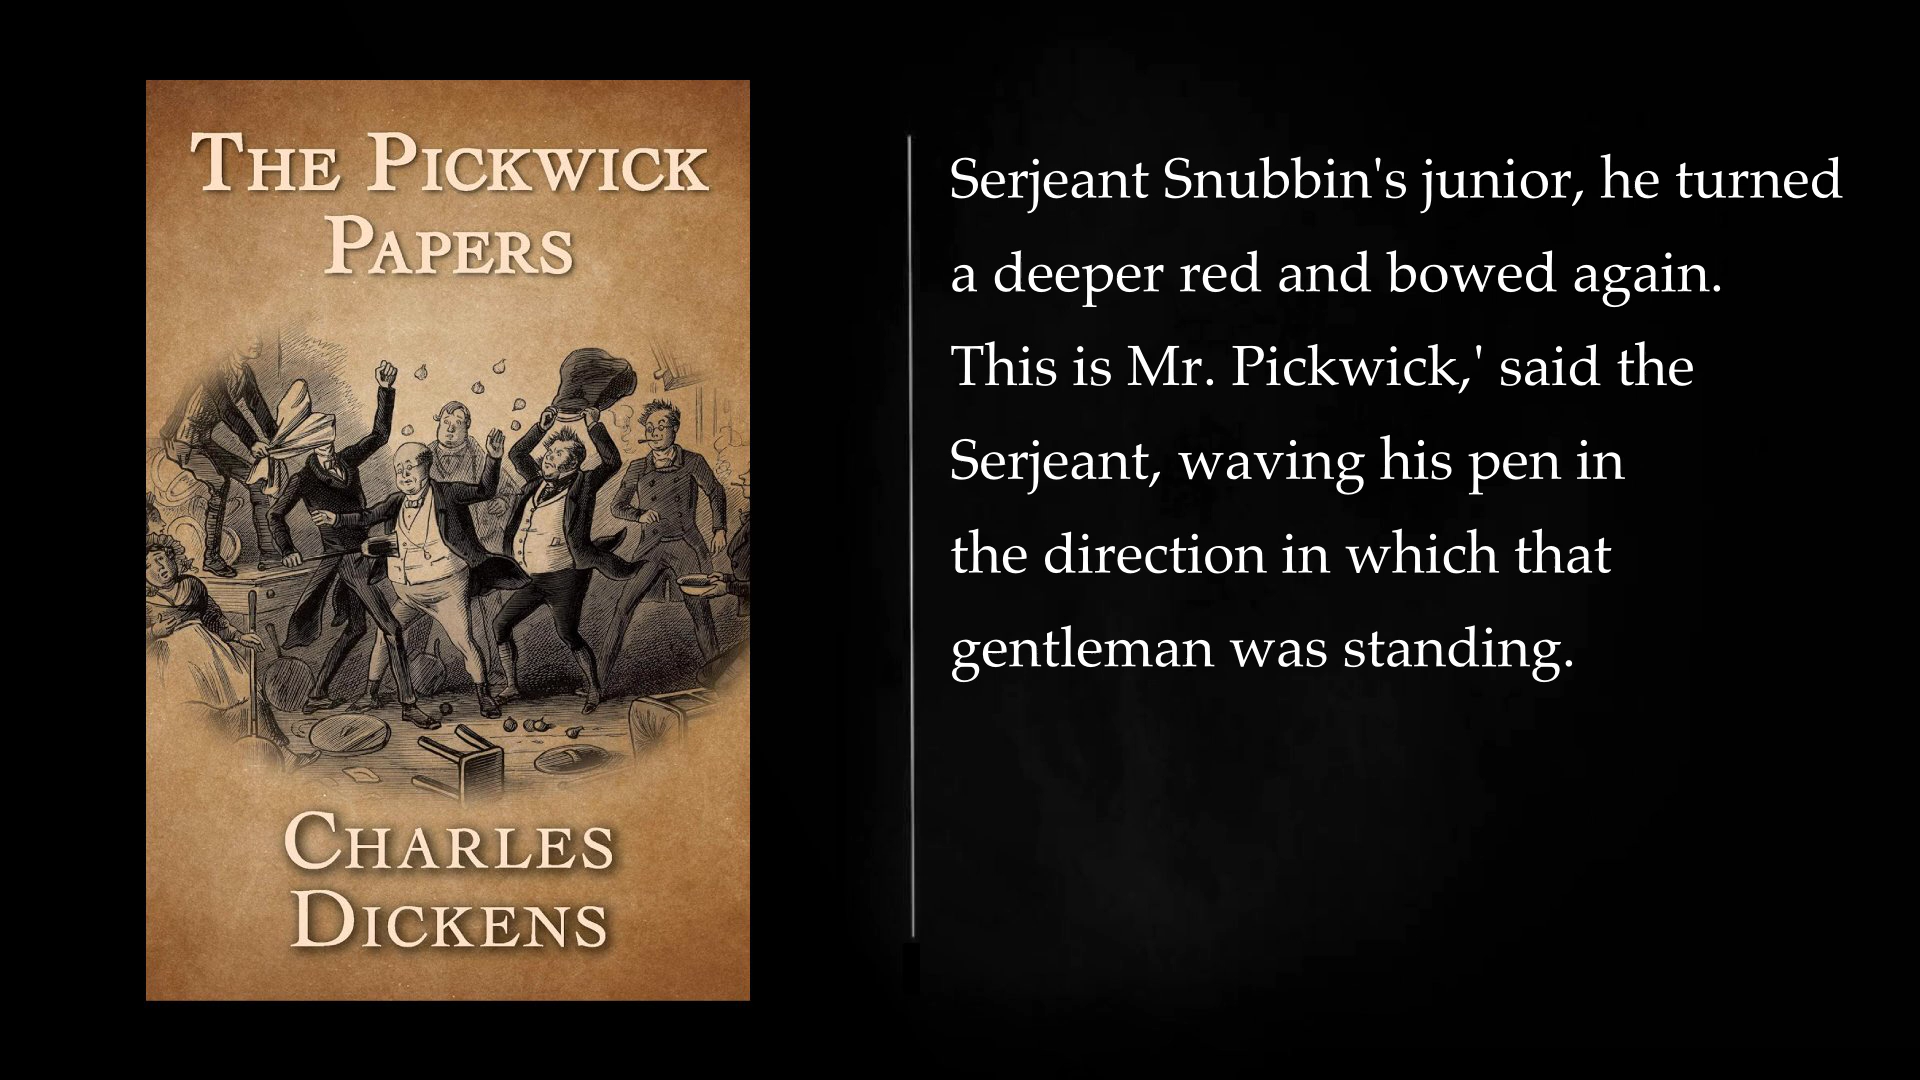 The Pickwick
Papers
Charles
Dickens
Serjeant Snubbin's junior, he turned
a deeper red and bowed again.
This is Mr. Pickwick,' said the
Serjeant, waving his pen in
the direction in which that
gentleman was standing.